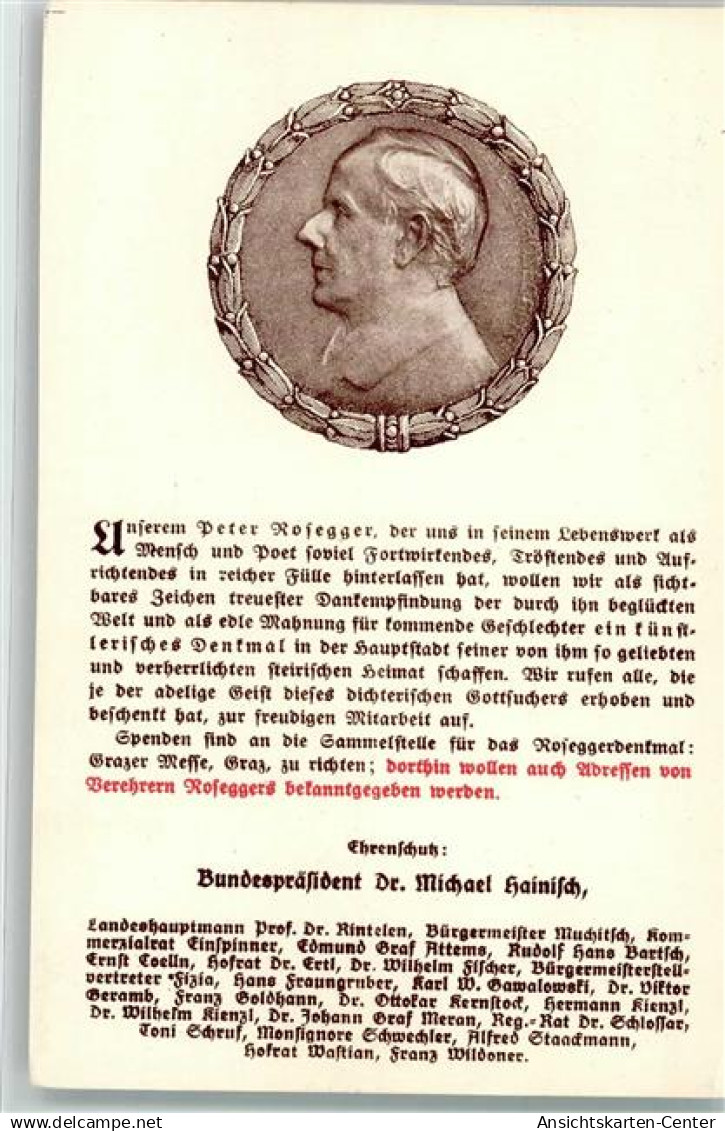 Unserem Peter Rosegger, der uns in seinem Lebenswerk als
Mensch und Poet soviel Fortwirkendes, Tröstendes und Auf-
richtendes in reicher Fülle hinterlassen hat, wollen wir als sicht-
bares Zeichen treuester Dankempfindung der durch ihn beglückten
Welt und als edle Mahnung für kommende Geschlechter ein künst-
lerisches Denkmal in der Hauptstadt seiner von ihm so geliebten
und verherrlichten steirischen Heimat schaffen. Wir rufen alle, die
je der adelige Geist dieses dichterischen Gottsuchers erhoben und
beschenkt hat, zur freudigen Mitarbeit auf.
Spenden sind an die Sammelstelle für das Roseggerdenkmal:
Grazer Messe, Graz, zu richten; dorthin wollen auch Adressen von
Verehrern Roseggers bekanntgegeben werden.
Ehrenschutz:
Bundespräsident Dr. Michael Hainisch,
Landeshauptmann Prof. Dr. Rintelen, Bürgermeister Muchitsch, Kom-
merzialrat Einspinner, Edmund Graf Attems, Rudolf Hans Bartsch,
Ernst Coelln, Hofrat Dr. Ertl, Dr. Wilhelm Fischer, Bürgermeisterstell-
vertreter Fizia, Hans Fraungruber, Karl W. Gawalowski, Dr. Viktor
Geramb, Franz Goldhann, Dr. Ottokar Kernstock, Hermann Kienzl,
Dr. Wilhelm Kienzl, Dr. Johann Graf Meran, Reg.-Rat Dr. Schlossar,
Toni Schruf, Monsignore Schwechler, Alfred Staackmann,
Hofrat Wastian, Franz Wildoner.
Ansichtskarten-Center